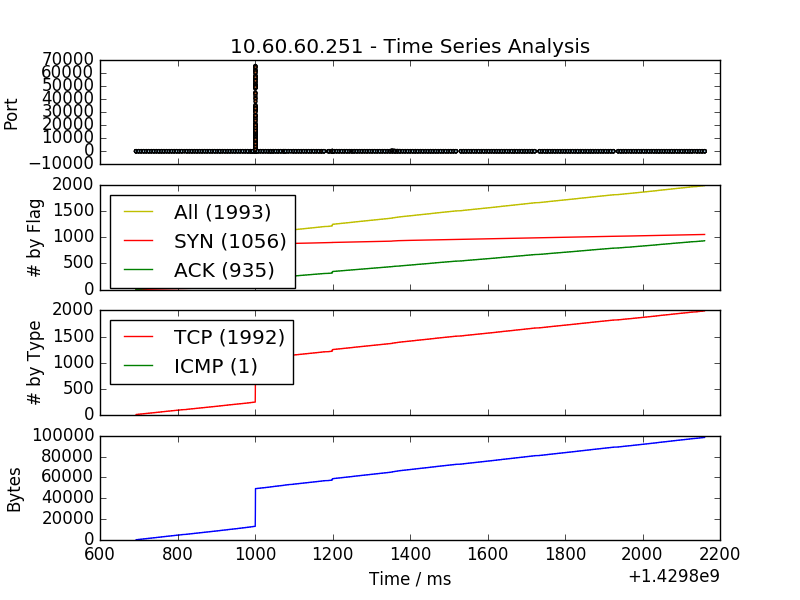 10.60.60.251 - Time Series Analysis
70000
60000
50000
40000
30000
20000
10000
0
−10000
Port
2000
1500
1000
500
0
# by Flag
All (1993)
SYN (1056)
ACK (935)
2000
1500
1000
500
0
# by Type
TCP (1992)
ICMP (1)
100000
80000
60000
40000
20000
0
Bytes
600 800 1000 1200 1400 1600 1800 2000 2200
Time / ms
+1.4298e9